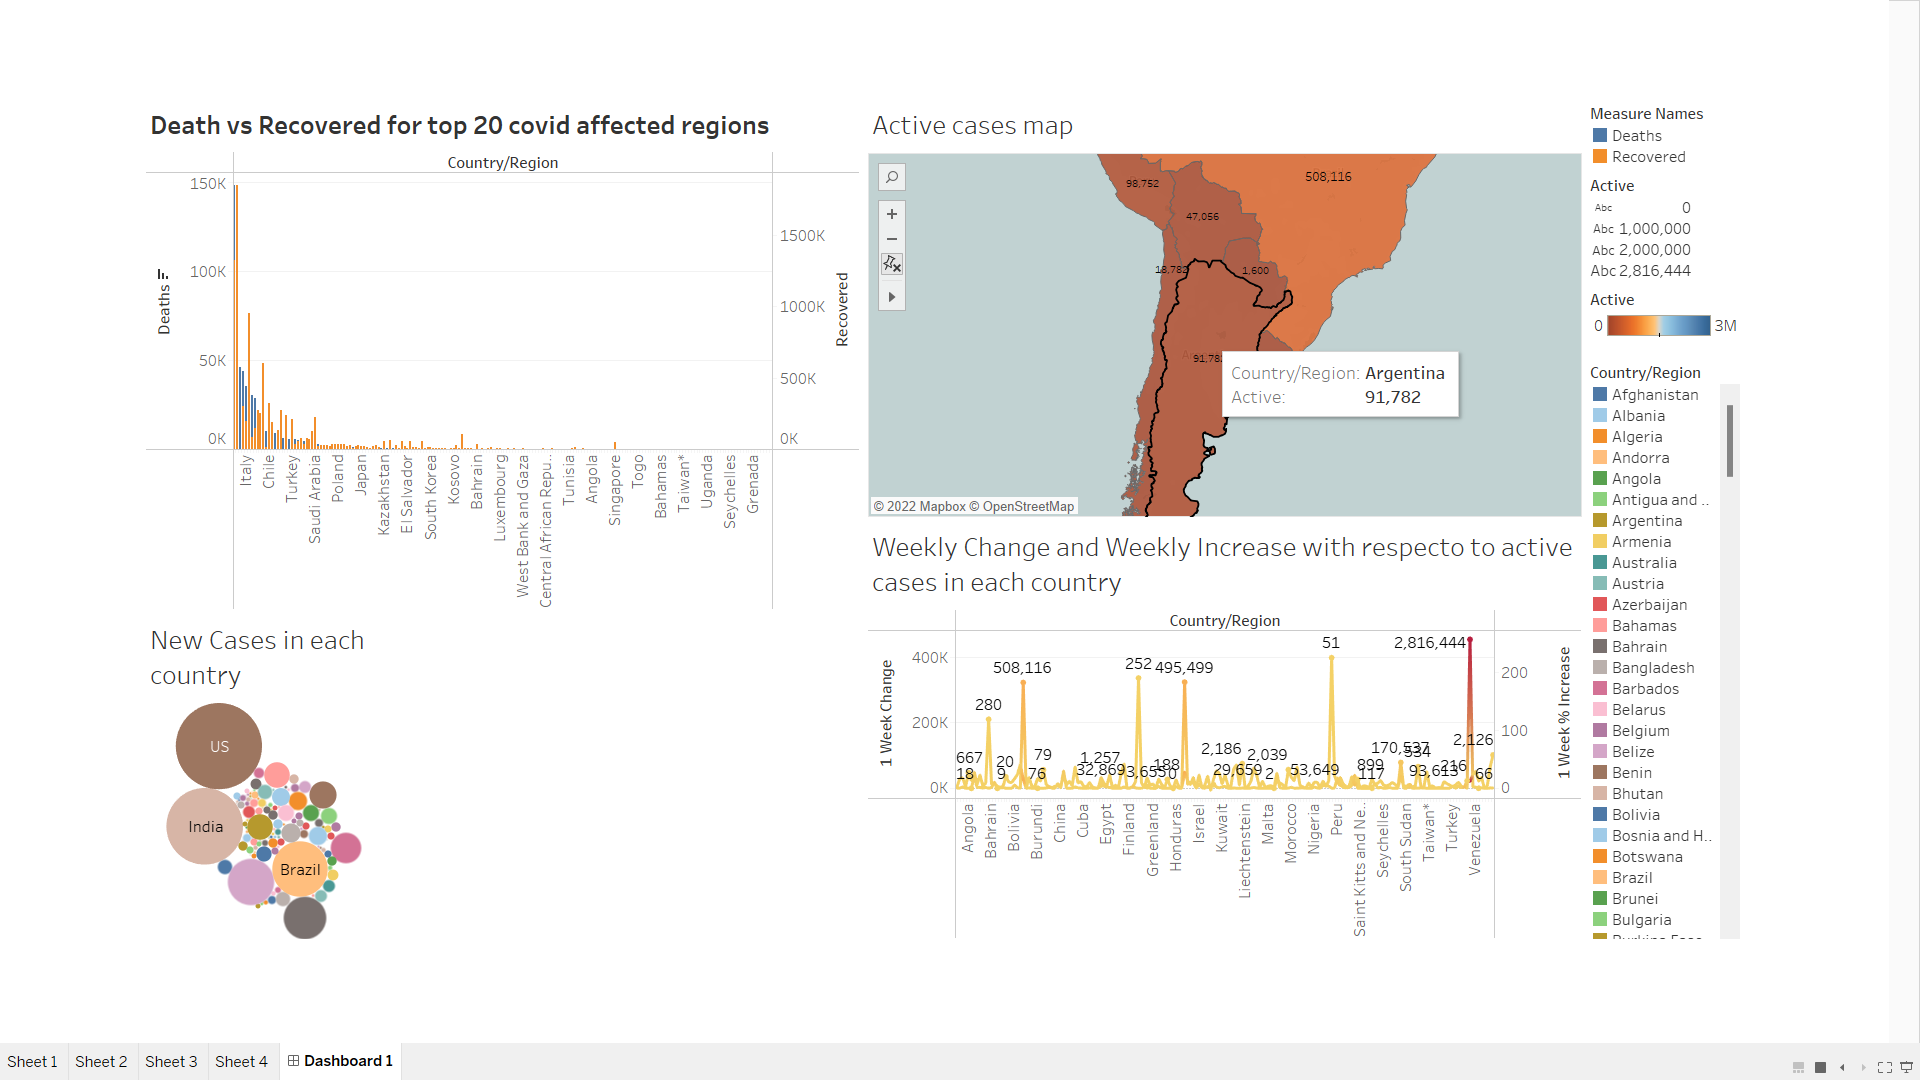 Death vs Recovered for top 20 covid affected regions
Country/Region
150K
100K
50K
0K
Deaths
1500K
1000K
500K
0K
Recovered
Italy
Chile
Turkey
Saudi Arabia
Poland
Japan
Kazakhstan
El Salvador
South Korea
Kosovo
Bahrain
Luxembourg
West Bank and Gaza
Central African Repu..
Tunisia
Angola
Singapore
Togo
Bahamas
Taiwan*
Uganda
Seychelles
Grenada
New Cases in each
country
US
India
Brazil
Active cases map
98,752
508,116
47,056
18,782
1,600
91,78
Country/Region: Argentina
Active: 91,782
© 2022 Mapbox © OpenStreetMap
Weekly Change and Weekly Increase with respecto to active
cases in each country
Country/Region
400K
200K
0K
1 Week Change
200
100
0
1 Week % Increase
51
2,816,444
508,116
252
495,499
280
667
18
20
9
79
76
1,257
32,869
188
2,186
29,659
2,039
2
53,649
170,537
534
899
117
93,613
216
2,126
66
Angola
Bahrain
Bolivia
Burundi
China
Cuba
Egypt
Finland
Greenland
Honduras
Israel
Kuwait
Liechtenstein
Malta
Morocco
Nigeria
Peru
Saint Kitts and Ne..
Seychelles
South Sudan
Taiwan*
Turkey
Venezuela
Measure Names
Deaths
Recovered
Active
Abc 0
Abc 1,000,000
Abc 2,000,000
Abc 2,816,444
Active
0 3M
Country/Region
Afghanistan
Albania
Algeria
Andorra
Angola
Antigua and ..
Argentina
Armenia
Australia
Austria
Azerbaijan
Bahamas
Bahrain
Bangladesh
Barbados
Belarus
Belgium
Belize
Benin
Bhutan
Bolivia
Bosnia and H..
Botswana
Brazil
Brunei
Bulgaria
Sheet 1 Sheet 2 Sheet 3 Sheet 4 Dashboard 1